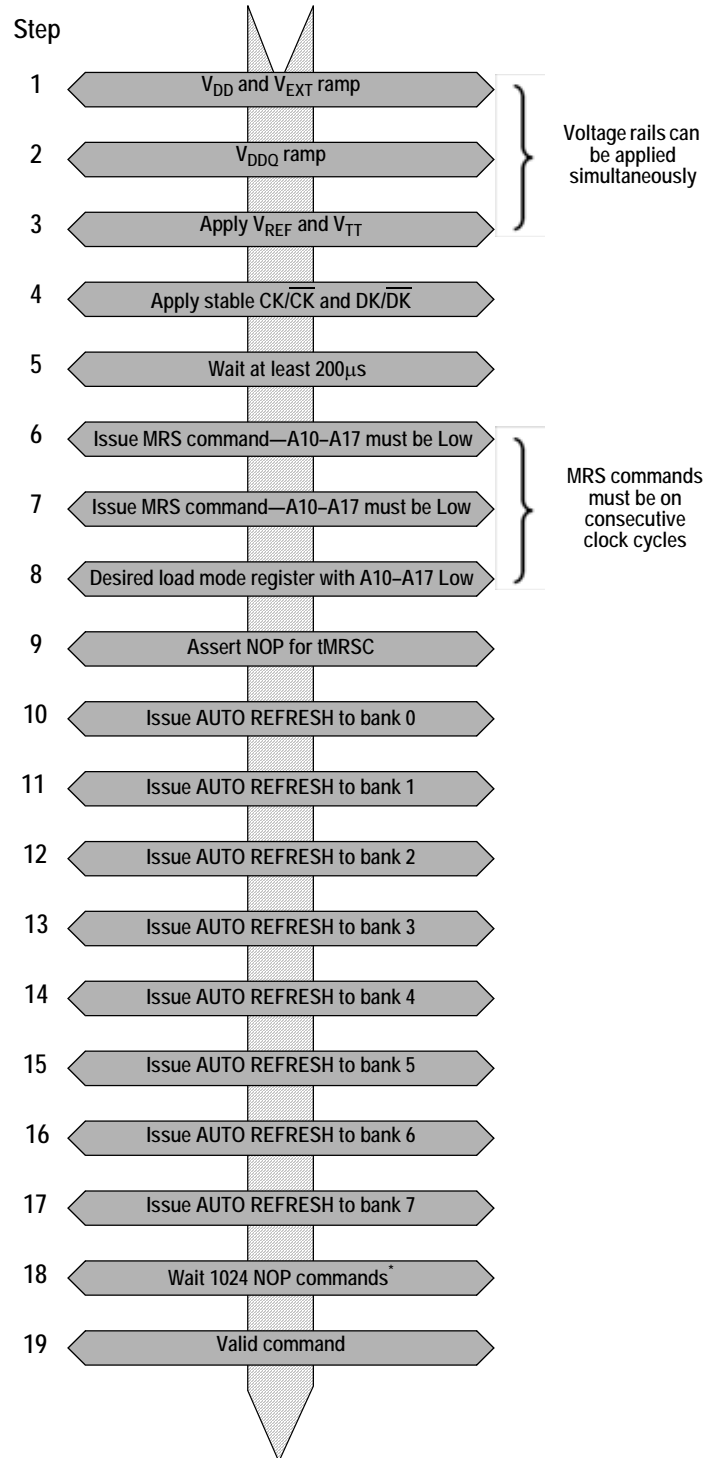 Step
1 VDD and VEXT ramp
2 VDDQ ramp
3 Apply VREF and VTT
Voltage rails can
be applied
simultaneously
4 Apply stable CK/C̅K̅ and DK/D̅K̅
5 Wait at least 200μs
6 Issue MRS command—A10–A17 must be Low
7 Issue MRS command—A10–A17 must be Low
8 Desired load mode register with A10–A17 Low
MRS commands
must be on
consecutive
clock cycles
9 Assert NOP for tMRSC
10 Issue AUTO REFRESH to bank 0
11 Issue AUTO REFRESH to bank 1
12 Issue AUTO REFRESH to bank 2
13 Issue AUTO REFRESH to bank 3
14 Issue AUTO REFRESH to bank 4
15 Issue AUTO REFRESH to bank 5
16 Issue AUTO REFRESH to bank 6
17 Issue AUTO REFRESH to bank 7
18 Wait 1024 NOP commands*
19 Valid command